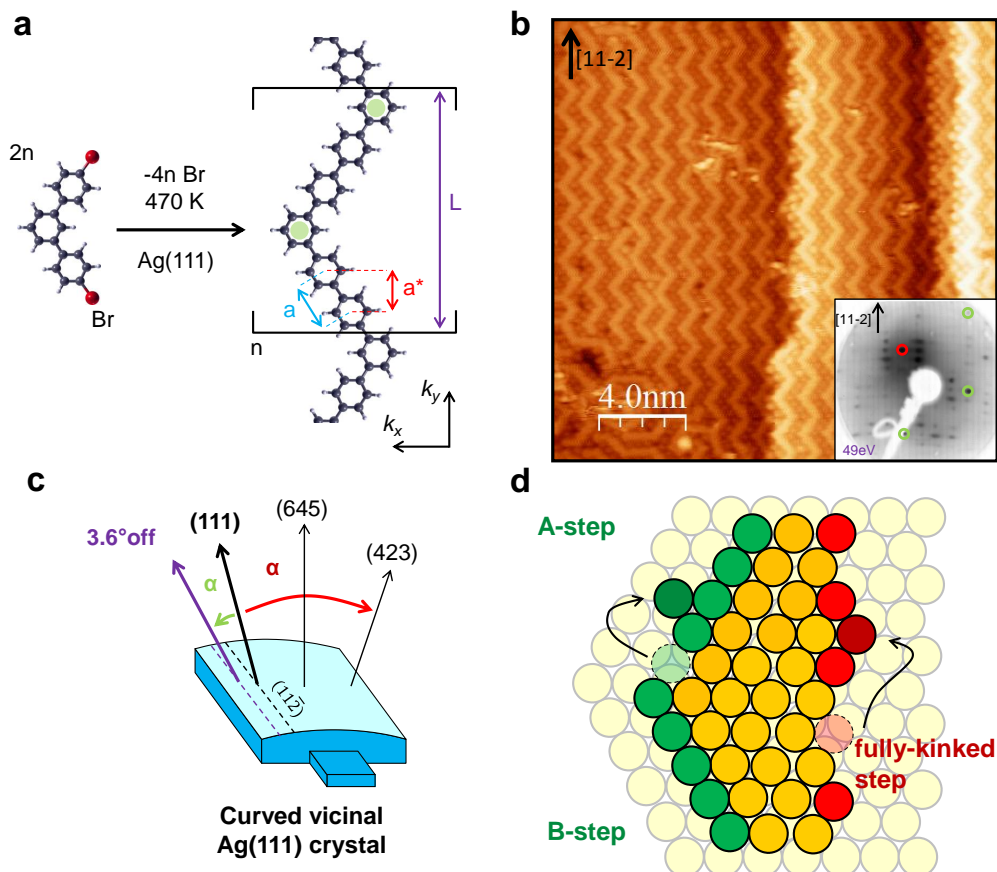 a
2n
Br
-4n Br
470 K
Ag(111)
L
a
a*
n
k_y
k_x
b
[11-2]
4.0nm
[11-2]
49eV
c
3.6°off
(111)
(645)
(423)
α
α
(112̄)
Curved vicinal
Ag(111) crystal
d
A-step
fully-kinked
step
B-step